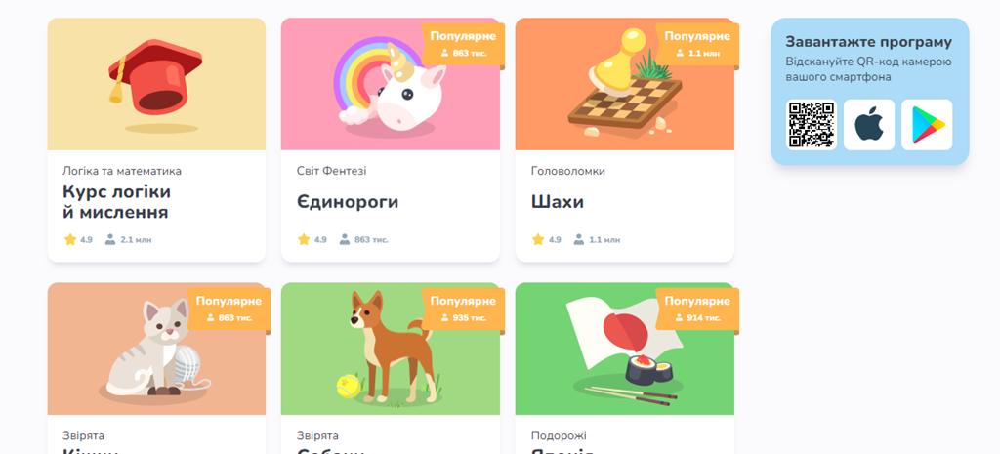 Популярне
863 тис.
Популярне
1.1 млн
Завантажте програму
Відскануйте QR-код камерою
вашого смартфона
Логіка та математика
Курс логіки
й мислення
4.9 2.1 млн
Світ Фентезі
Єдинороги
4.9 863 тис.
Головоломки
Шахи
4.9 1.1 млн
Популярне
863 тис.
Популярне
935 тис.
Популярне
914 тис.
Звірята
Звірята
Подорожі